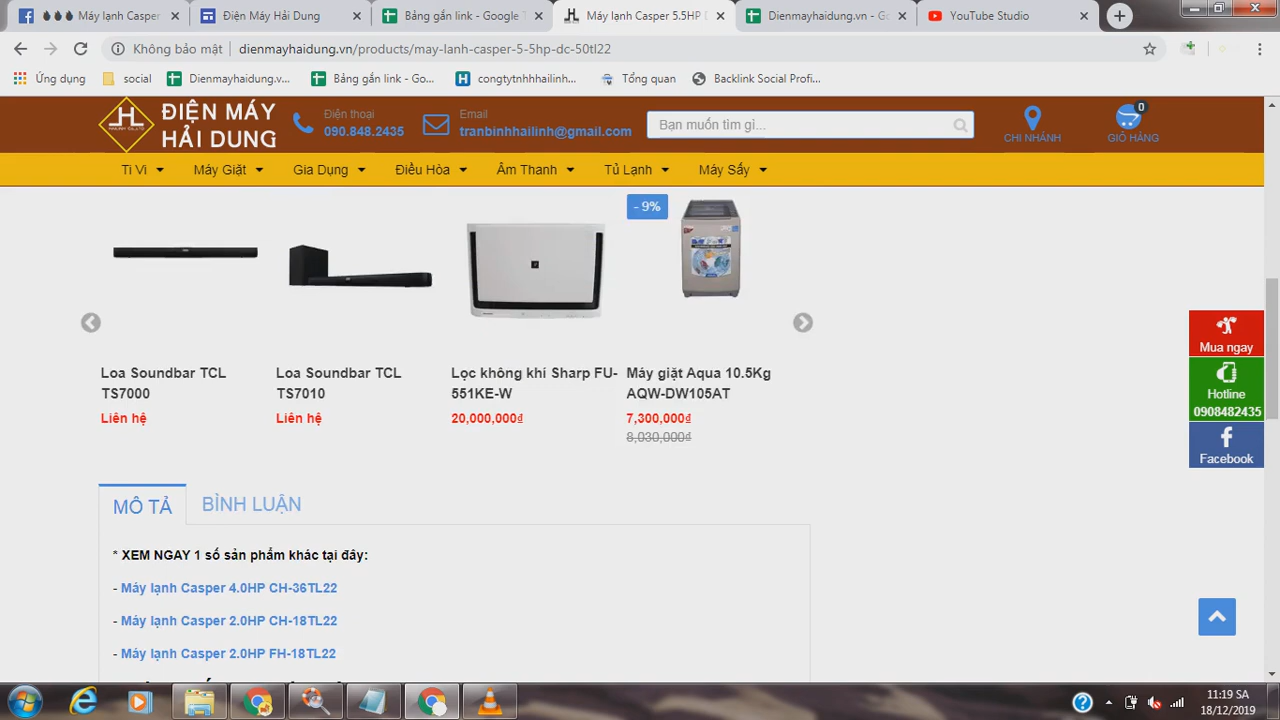 Máy lạnh Casper
Điện Máy Hải Dung
Bảng gắn link - Google T
Máy lạnh Casper 5.5HP D
Dienmayhaidung.vn - Go
YouTube Studio
Không bảo mật
dienmayhaidung.vn/products/may-lanh-casper-5-5hp-dc-50tl22
Ứng dụng
social
Dienmayhaidung.v...
Bảng gắn link - Go...
congtytnhhhailinh...
Tổng quan
Backlink Social Profi...
ĐIỆN MÁY
HẢI DUNG
Điện thoại
090.848.2435
Email
tranbinhhailinh@gmail.com
Bạn muốn tìm gì...
CHI NHÁNH
0
GIỎ HÀNG
Ti Vi
Máy Giặt
Gia Dụng
Điều Hòa
Âm Thanh
Tủ Lạnh
Máy Sấy
- 9%
Loa Soundbar TCL
TS7000
Liên hệ
Loa Soundbar TCL
TS7010
Liên hệ
Lọc không khí Sharp FU-
551KE-W
20,000,000₫
Máy giặt Aqua 10.5Kg
AQW-DW105AT
7,300,000₫
8,030,000₫
Mua ngay
Hotline
0908482435
Facebook
MÔ TẢ
BÌNH LUẬN
* XEM NGAY 1 số sản phẩm khác tại đây:
- Máy lạnh Casper 4.0HP CH-36TL22
- Máy lạnh Casper 2.0HP CH-18TL22
- Máy lạnh Casper 2.0HP FH-18TL22
11:19 SA
18/12/2019